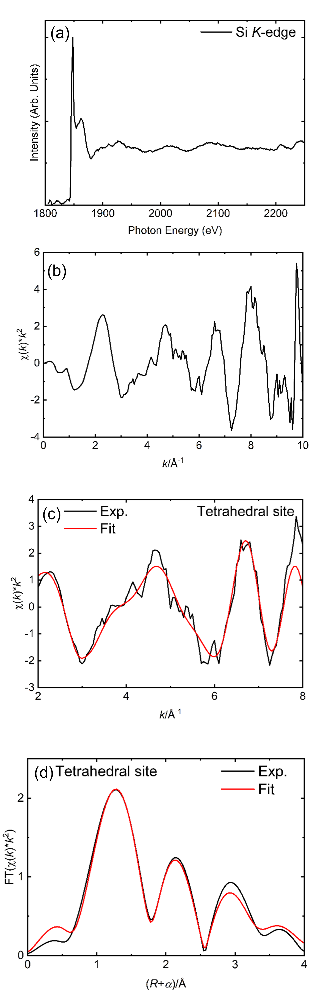 (a)
Si K-edge
Intensity (Arb. Units)
1800 1900 2000 2100 2200
Photon Energy (eV)
(b)
6
4
2
0
-2
-4
χ(k)*k²
0 2 4 6 8 10
k/Å⁻¹
(c)
Exp.
Fit
Tetrahedral site
4
3
2
1
0
-1
-2
-3
χ(k)*k²
2 4 6 8
k/Å⁻¹
(d)
Tetrahedral site
Exp.
Fit
2
1
0
FT(χ(k)*k²)
0 1 2 3 4
(R+α)/Å